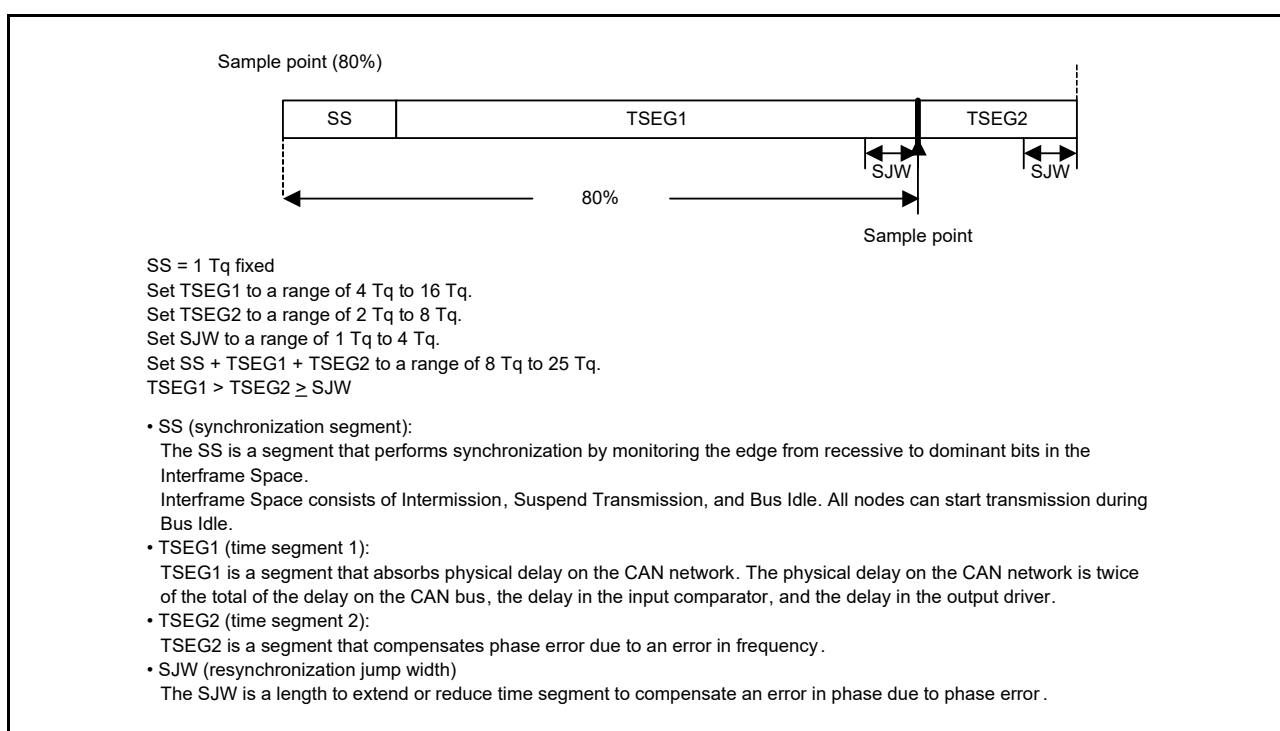 Sample point (80%)
SS TSEG1 TSEG2
SJW SJW
80%
Sample point
SS = 1 Tq fixed
Set TSEG1 to a range of 4 Tq to 16 Tq.
Set TSEG2 to a range of 2 Tq to 8 Tq.
Set SJW to a range of 1 Tq to 4 Tq.
Set SS + TSEG1 + TSEG2 to a range of 8 Tq to 25 Tq.
TSEG1 > TSEG2 ≥ SJW
• SS (synchronization segment):
The SS is a segment that performs synchronization by monitoring the edge from recessive to dominant bits in the
Interframe Space.
Interframe Space consists of Intermission, Suspend Transmission, and Bus Idle. All nodes can start transmission during
Bus Idle.
• TSEG1 (time segment 1):
TSEG1 is a segment that absorbs physical delay on the CAN network. The physical delay on the CAN network is twice
of the total of the delay on the CAN bus, the delay in the input comparator, and the delay in the output driver.
• TSEG2 (time segment 2):
TSEG2 is a segment that compensates phase error due to an error in frequency.
• SJW (resynchronization jump width)
The SJW is a length to extend or reduce time segment to compensate an error in phase due to phase error.